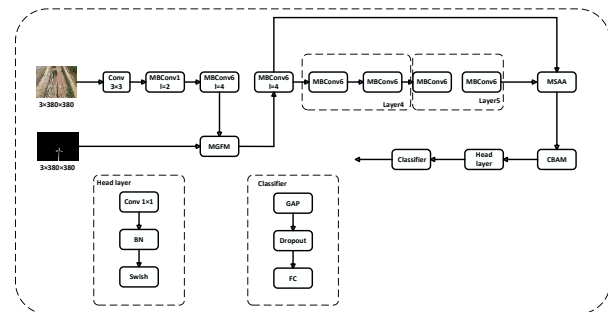 3×380×380
Conv
3×3
MBConv1
l=2
MBConv6
l=4
MBConv6
l=4
MBConv6
MBConv6
Layer4
MBConv6
MBConv6
Layer5
MSAA
3×380×380
MGFM
Classifier
Head
layer
CBAM
Head layer
Conv 1×1
BN
Swish
Classifier
GAP
Dropout
FC